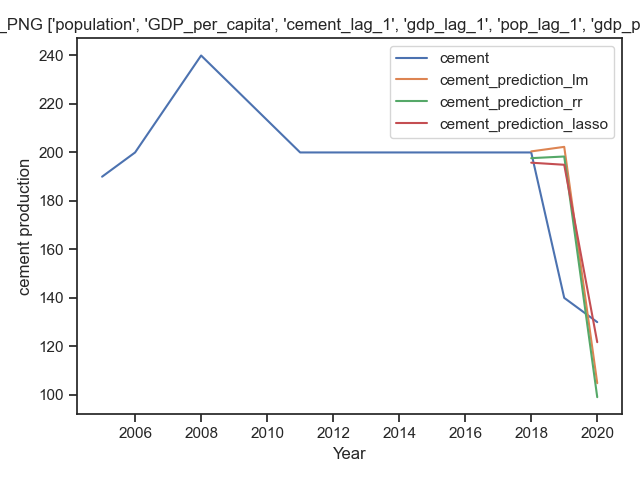 _PNG ['population', 'GDP_per_capita', 'cement_lag_1', 'gdp_lag_1', 'pop_lag_1', 'gdp_p
cement
cement_prediction_lm
cement_prediction_rr
cement_prediction_lasso
cement production
240
220
200
180
160
140
120
100
2006 2008 2010 2012 2014 2016 2018 2020
Year